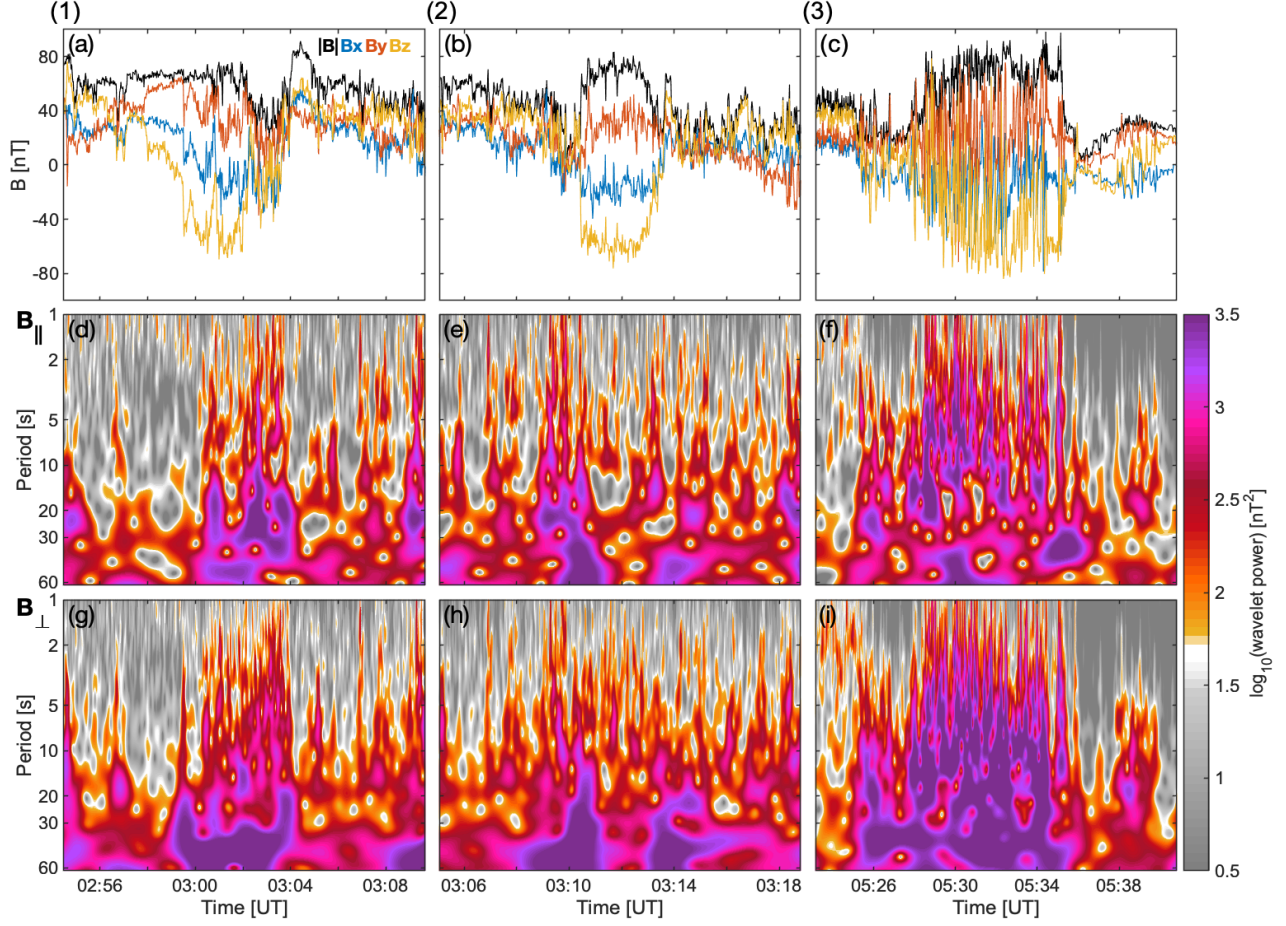 (1) (2) (3)
(a) |B| Bx By Bz (b) (c)
80
40
0
-40
-80
B [nT]
B∥ (d) (e) (f)
1
2
5
10
20
30
60
Period [s]
B⊥ (g) (h) (i)
1
2
5
10
20
30
60
Period [s]
02:56 03:00 03:04 03:08 03:06 03:10 03:14 03:18 05:26 05:30 05:34 05:38
Time [UT] Time [UT] Time [UT]
3.5
3
2.5
2
1.5
1
0.5
log10(wavelet power) [nT-2]